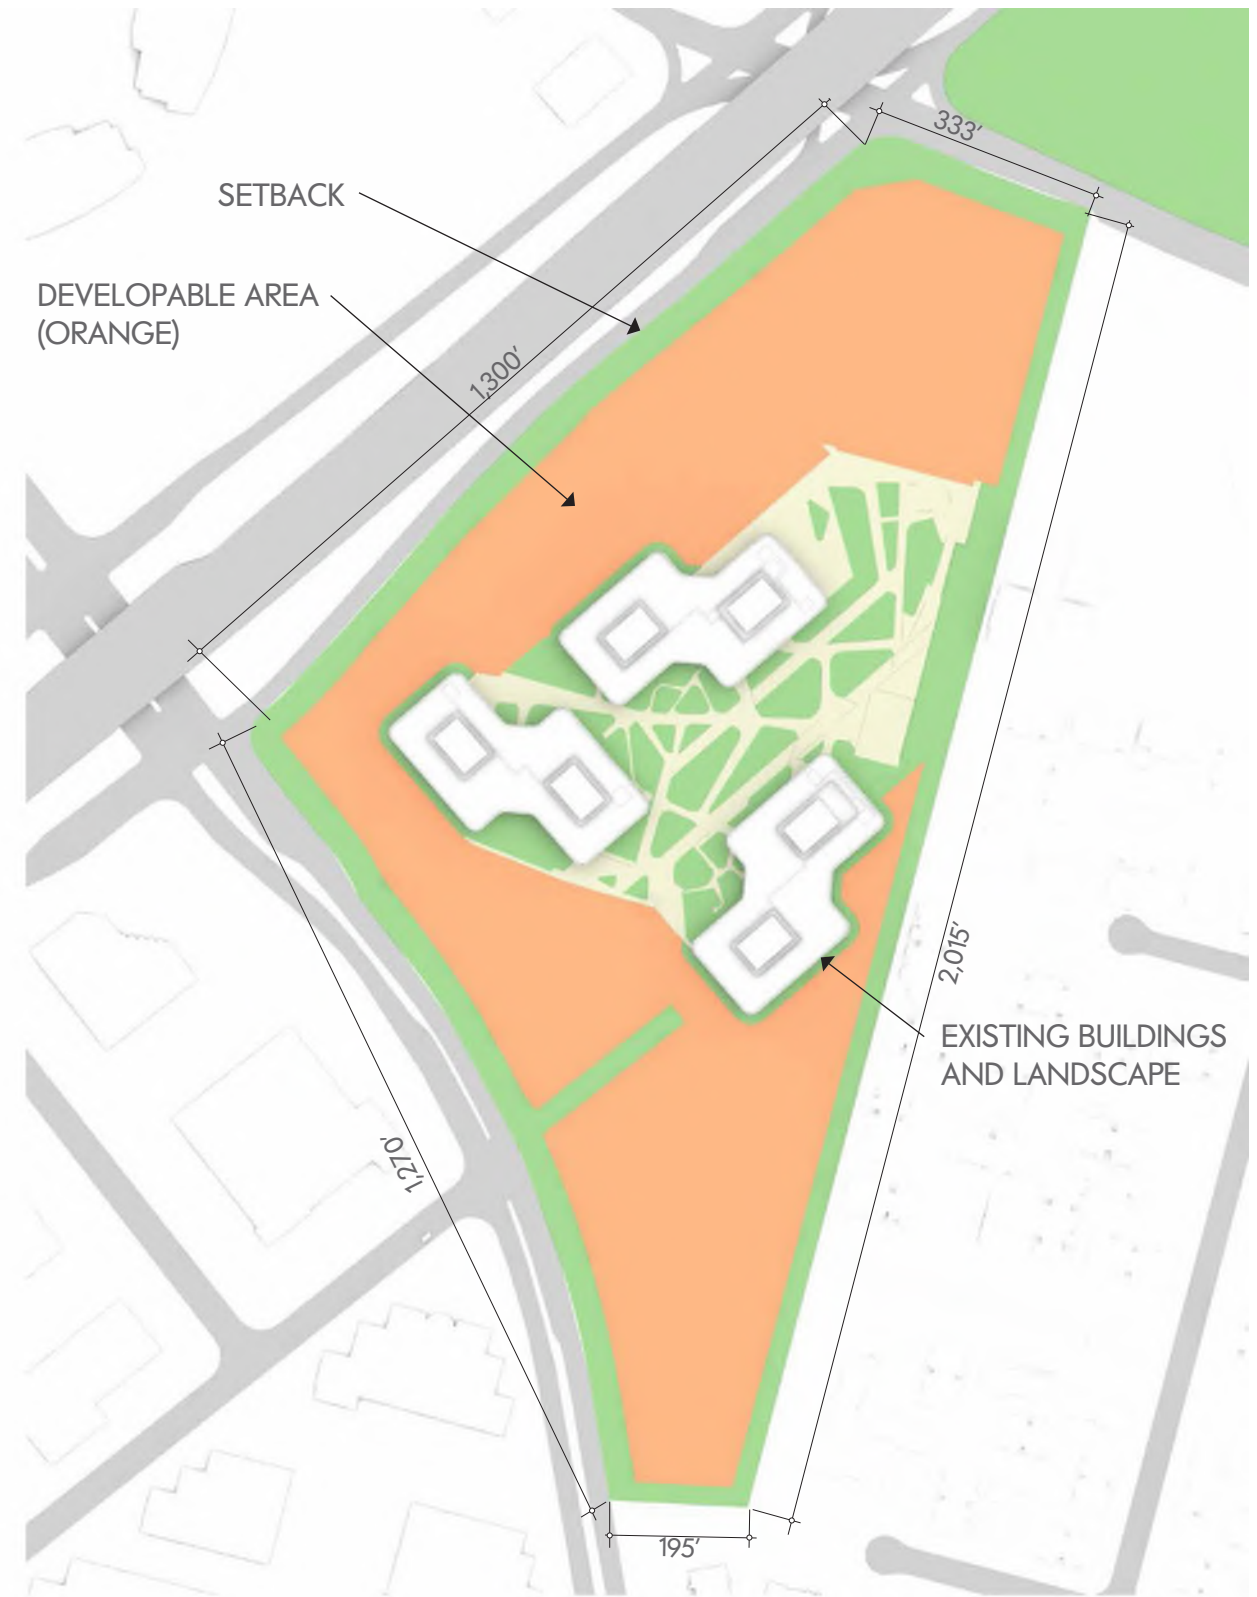 333'
SETBACK
DEVELOPABLE AREA
(ORANGE)
1,300'
2,015'
EXISTING BUILDINGS
AND LANDSCAPE
1,270'
195'